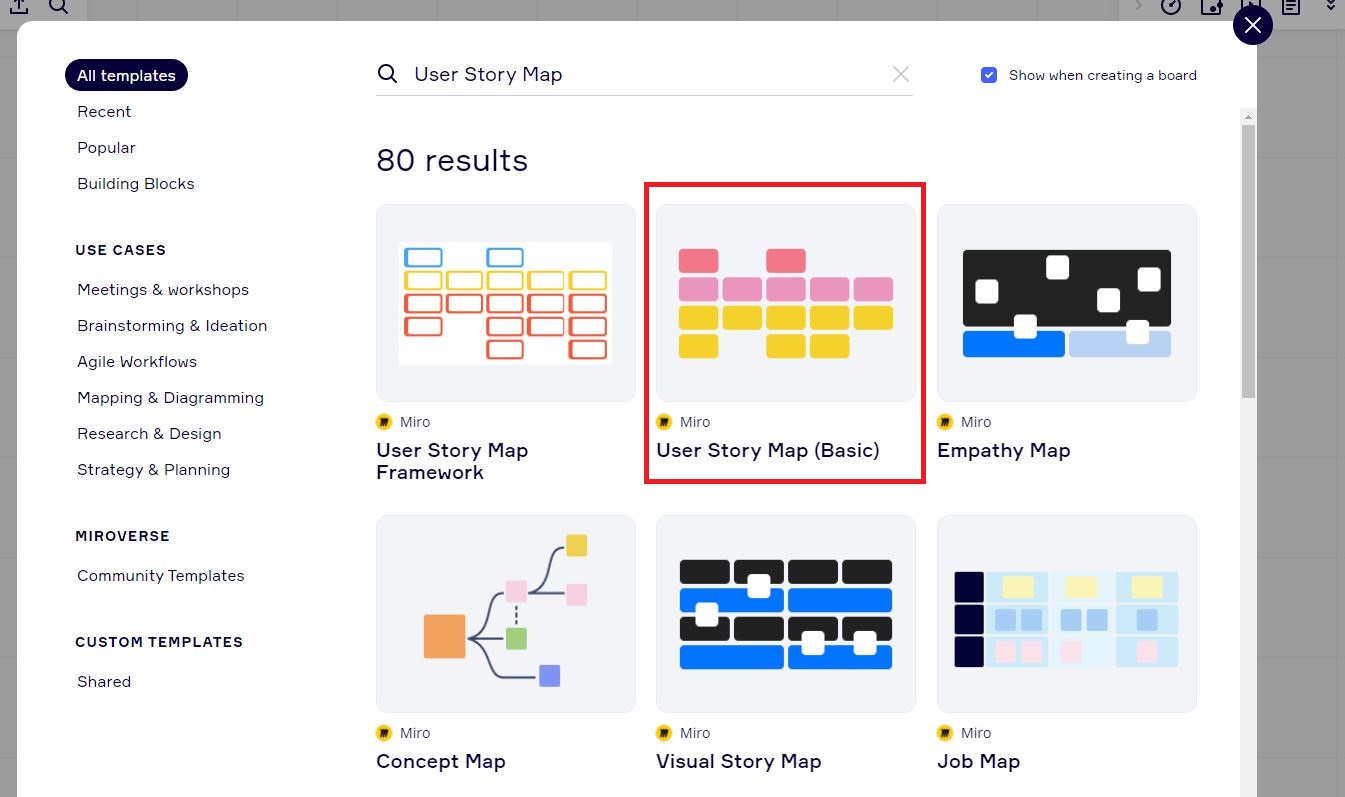 All templates
Recent
Popular
Building Blocks
USE CASES
Meetings & workshops
Brainstorming & Ideation
Agile Workflows
Mapping & Diagramming
Research & Design
Strategy & Planning
MIROVERSE
Community Templates
CUSTOM TEMPLATES
Shared
User Story Map
Show when creating a board
80 results
Miro
User Story Map
Framework
Miro
User Story Map (Basic)
Miro
Empathy Map
Miro
Concept Map
Miro
Visual Story Map
Miro
Job Map